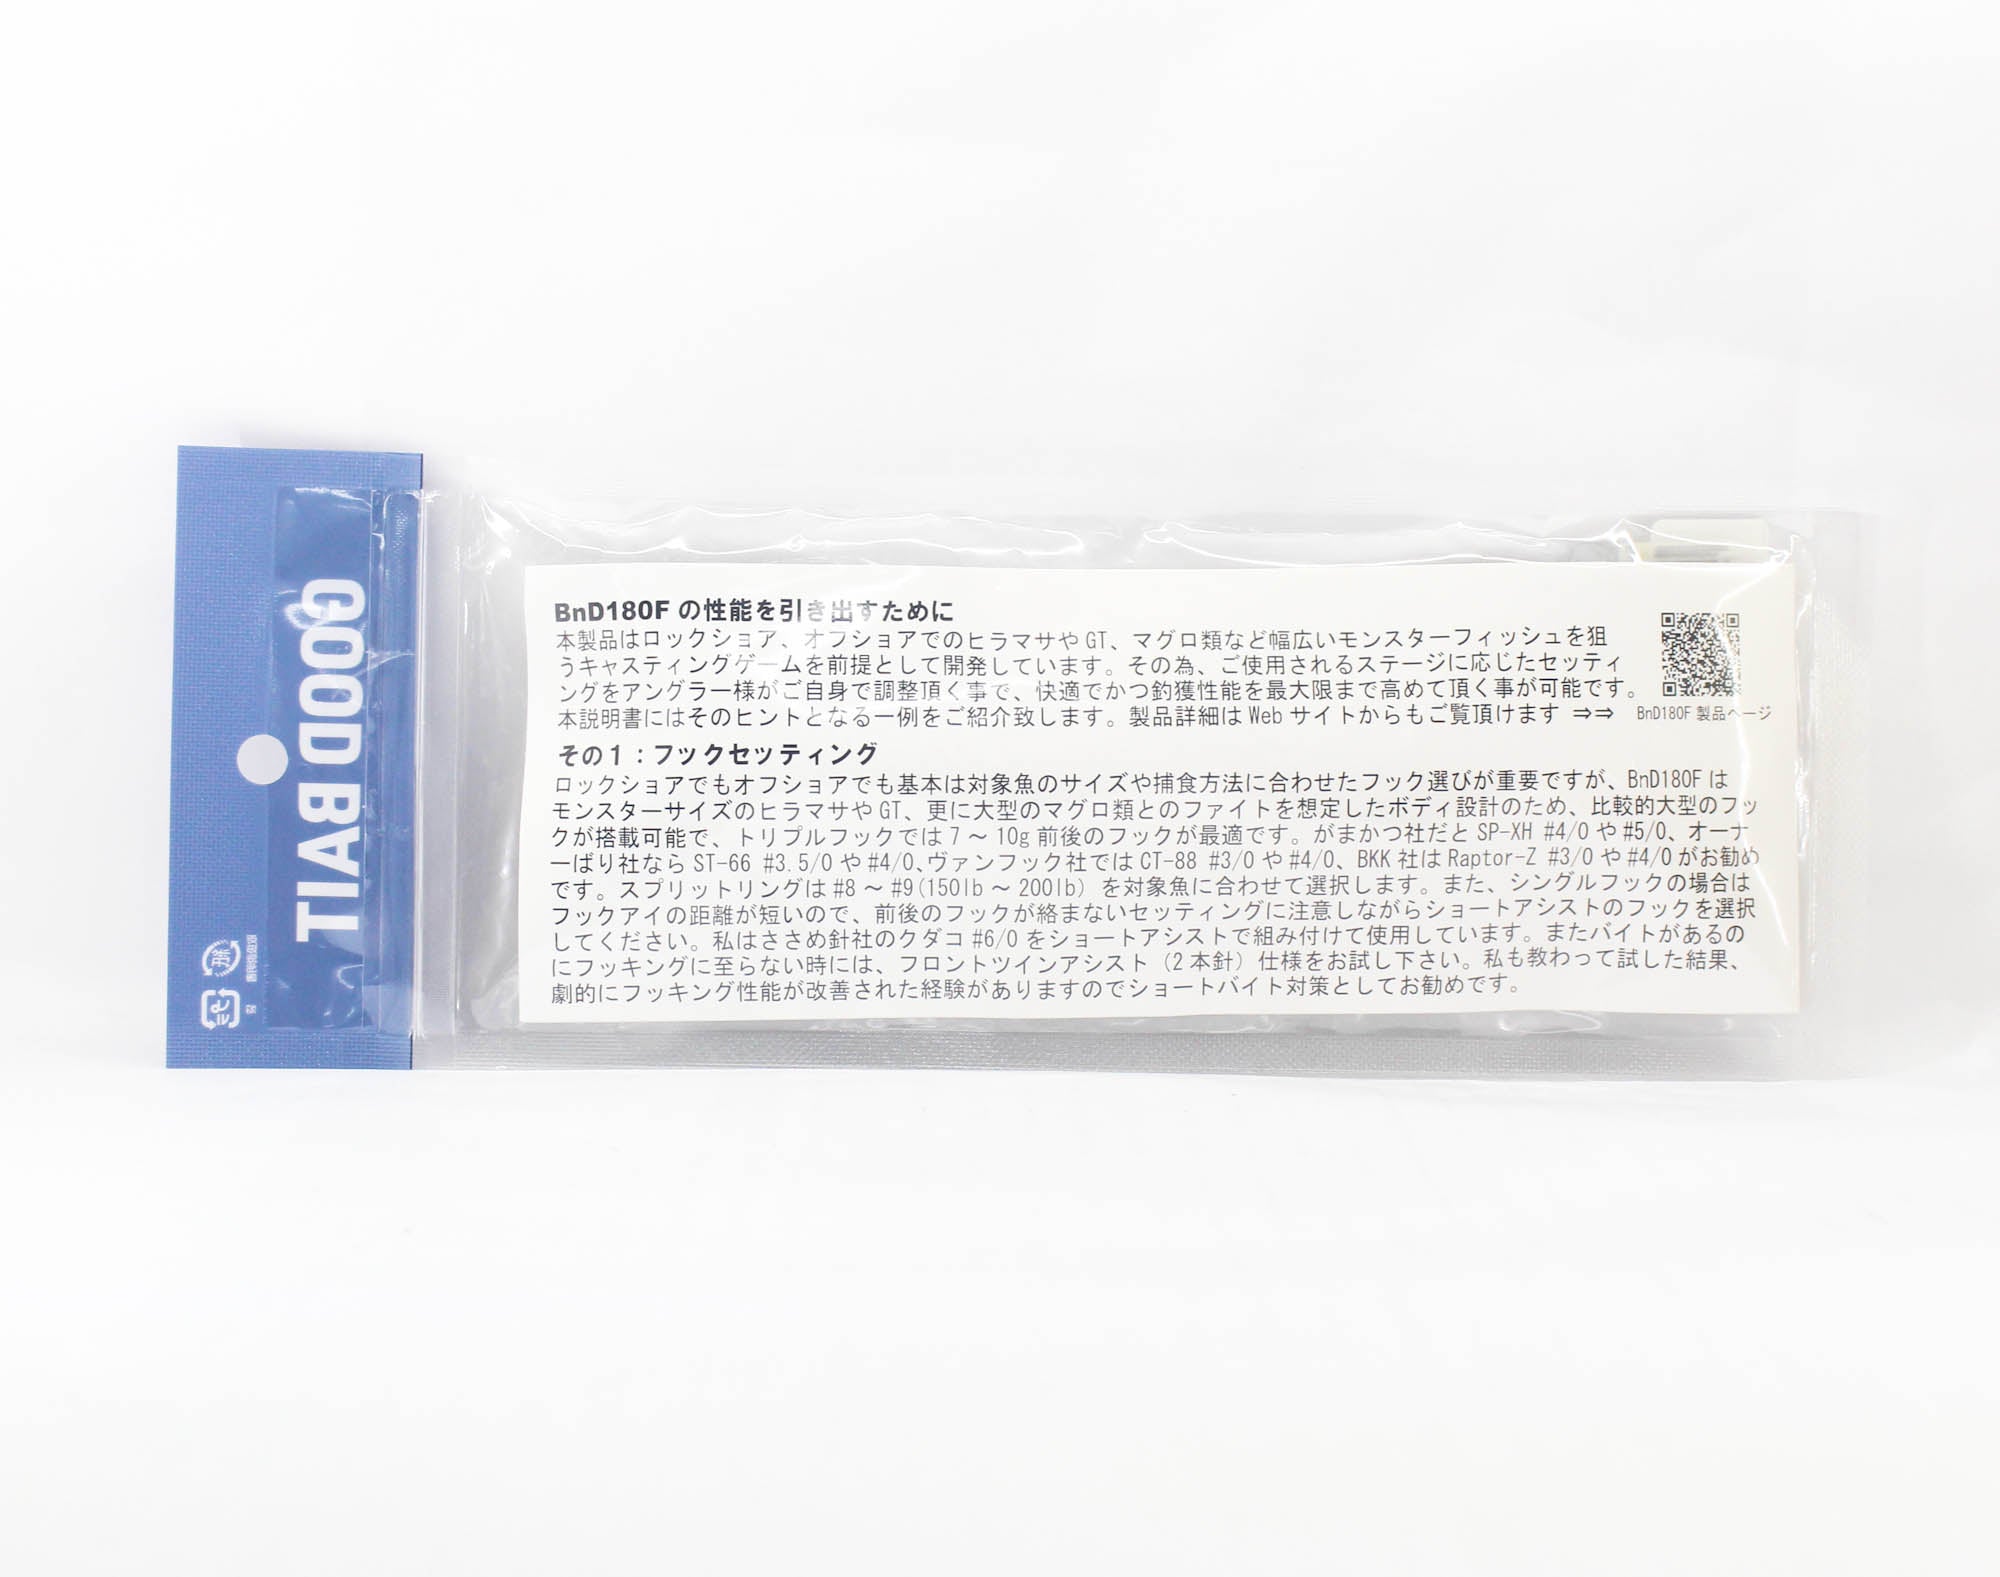 GOOD BAIT
BnD180F の性能を引き出すために
本製品はロックショア、オフショアでのヒラマサや GT、マグロ類など幅広いモンスターフィッシュを狙
うキャスティングゲームを前提として開発しています。その為、ご使用されるステージに応じたセッティ
ングをアングラー様がご自身で調整頂く事で、快適でかつ釣獲性能を最大限まで高めて頂く事が可能です。
本説明書にはそのヒントとなる一例をご紹介致します。製品詳細は Web サイトからもご覧頂けます ⇒⇒
BnD180F 製品ページ
その１：フックセッティング
ロックショアでもオフショアでも基本は対象魚のサイズや捕食方法に合わせたフック選びが重要ですが、BnD180F は
モンスターサイズのヒラマサや GT、更に大型のマグロ類とのファイトを想定したボディ設計のため、比較的大型のフッ
クが搭載可能で、トリプルフックでは 7 ～ 10g 前後のフックが最適です。がまかつ社だと SP-XH #4/0 や #5/0、オーナ
ーばり社なら ST-66 #3.5/0 や #4/0、ヴァンフック社では CT-88 #3/0 や #4/0、BKK 社は Raptor-Z #3/0 や #4/0 がお勧め
です。スプリットリングは #8 ～ #9(150lb ～ 200lb) を対象魚に合わせて選択します。また、シングルフックの場合は
フックアイの距離が短いので、前後のフックが絡まないセッティングに注意しながらショートアシストのフックを選択
してください。私はささめ針社のクダコ #6/0 をショートアシストで組み付けて使用しています。またバイトがあるの
にフッキングに至らない時には、フロントツインアシスト（2 本針）仕様をお試し下さい。私も教わって試した結果、
劇的にフッキング性能が改善された経験がありますのでショートバイト対策としてお勧めです。
紙
プラ